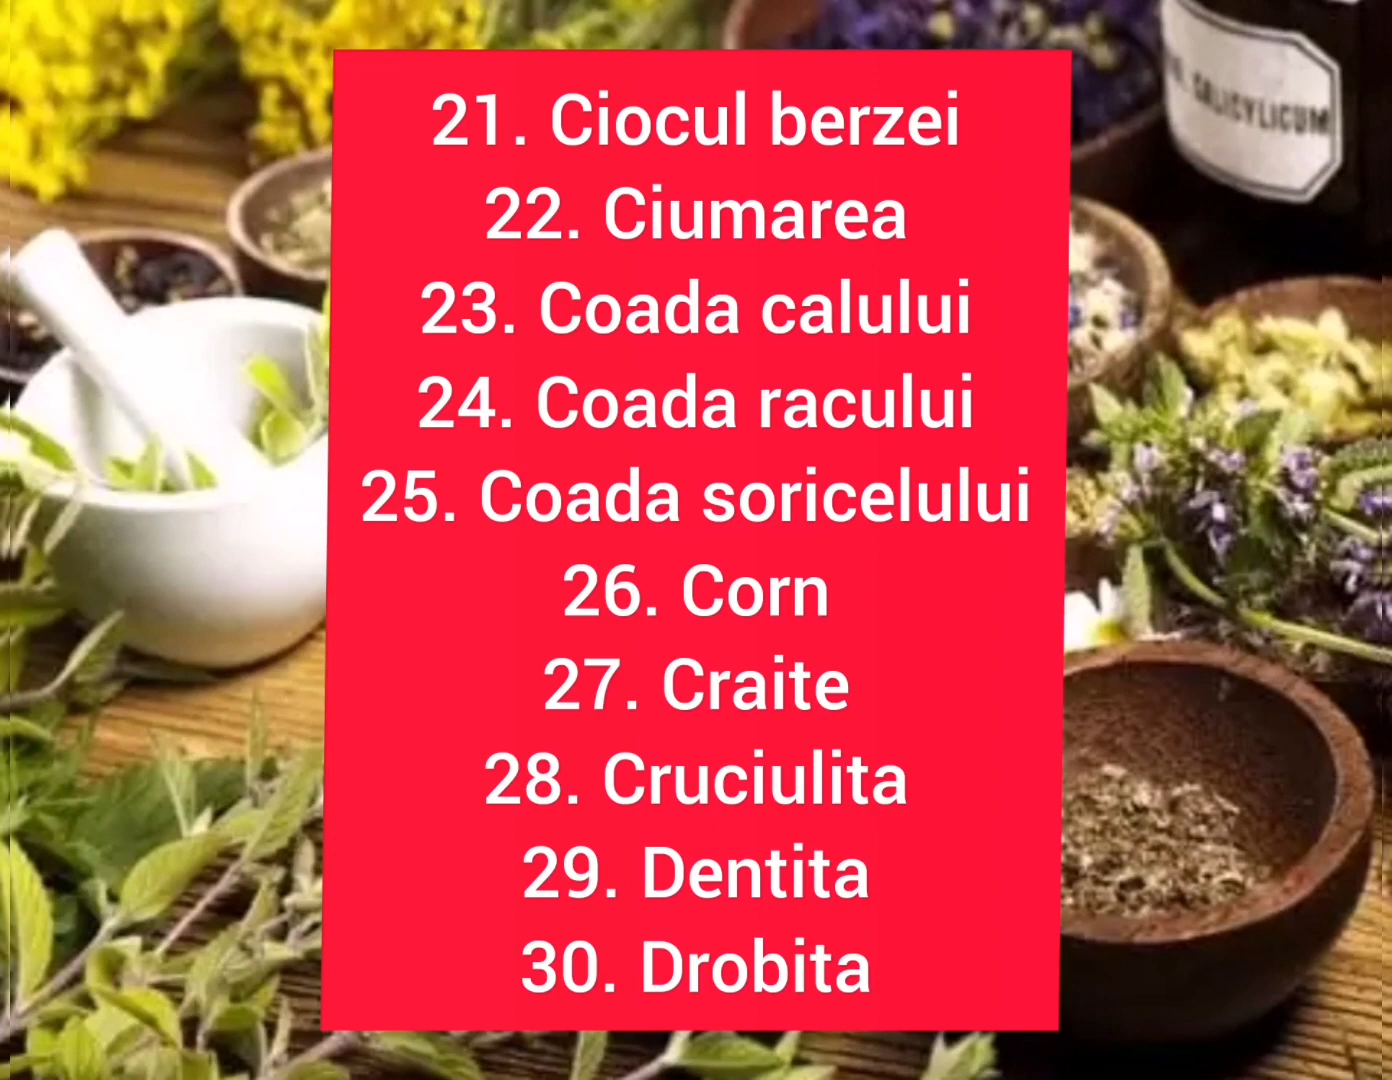 21. Ciocul berzei
22. Ciumarea
23. Coada calului
24. Coada racului
25. Coada soricelului
26. Corn
27. Craite
28. Cruciulita
29. Dentita
30. Drobita
SALICYLICUM